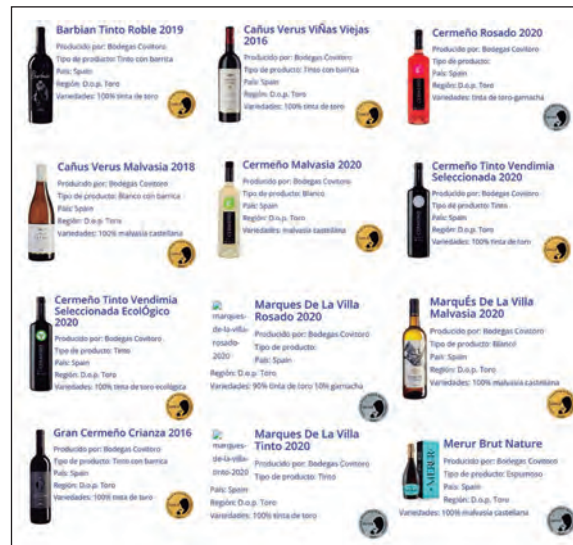 Barbian Tinto Roble 2019
Producido por: Bodegas Covitoro
Tipo de producto: Tinto con barrica
País: Spain
Región: D.o.p. Toro
Variedades: 100% tinta de toro
Cañus Verus ViÑas Viejas
2016
Producido por: Bodegas Covitoro
Tipo de producto: Tinto con barrica
País: Spain
Región: D.o.p. Toro
Variedades: 100% tinta de toro
Cermeño Rosado 2020
Producido por: Bodegas Covitoro
Tipo de producto:
País: Spain
Región: D.o.p. Toro
Variedades: tinta de toro-garnacha
Cañus Verus Malvasia 2018
Producido por: Bodegas Covitoro
Tipo de producto: Blanco con barrica
País: Spain
Región: D.o.p. Toro
Variedades: 100% malvasia castellana
Cermeño Malvasia 2020
Producido por: Bodegas Covitoro
Tipo de producto: Blanco
País: Spain
Región: D.o.p. Toro
Variedades: malvasia castellana
Cermeño Tinto Vendimia
Seleccionada 2020
Producido por: Bodegas Covitoro
Tipo de producto: Tinto
País: Spain
Región: D.o.p. Toro
Variedades: 100% tinta de toro
Cermeño Tinto Vendimia
Seleccionada EcolÓgico
2020
Producido por: Bodegas Covitoro
Tipo de producto: Tinto
País: Spain
Región: D.o.p. Toro
Variedades: 100% tinta de toro ecológica
marques-
de-la-villa-
rosado-
2020
Marques De La Villa
Rosado 2020
Producido por: Bodegas Covitoro
Tipo de producto:
País: Spain
Región: D.o.p. Toro
Variedades: 90% tinta de toro 10% garnacha
MarquÉs De La Villa
Malvasia 2020
Producido por: Bodegas Covitoro
Tipo de producto: Blanco
País: Spain
Región: D.o.p. Toro
Variedades: 100% malvasia castellana
Gran Cermeño Crianza 2016
Producido por: Bodegas Covitoro
Tipo de producto: Tinto con barrica
País: Spain
Región: D.o.p. Toro
Variedades: 100% tinta de toro
marques-
de-la-villa-
tinto-2020
Marques De La Villa
Tinto 2020
Producido por: Bodegas Covitoro
Tipo de producto: Tinto
País: Spain
Región: D.o.p. Toro
Variedades: 100% tinta de toro
Merur Brut Nature
Producido por: Bodegas Covitoro
Tipo de producto: Espumoso
País: Spain
Región: D.o.p. Toro
Variedades: 100% malvasia castellana